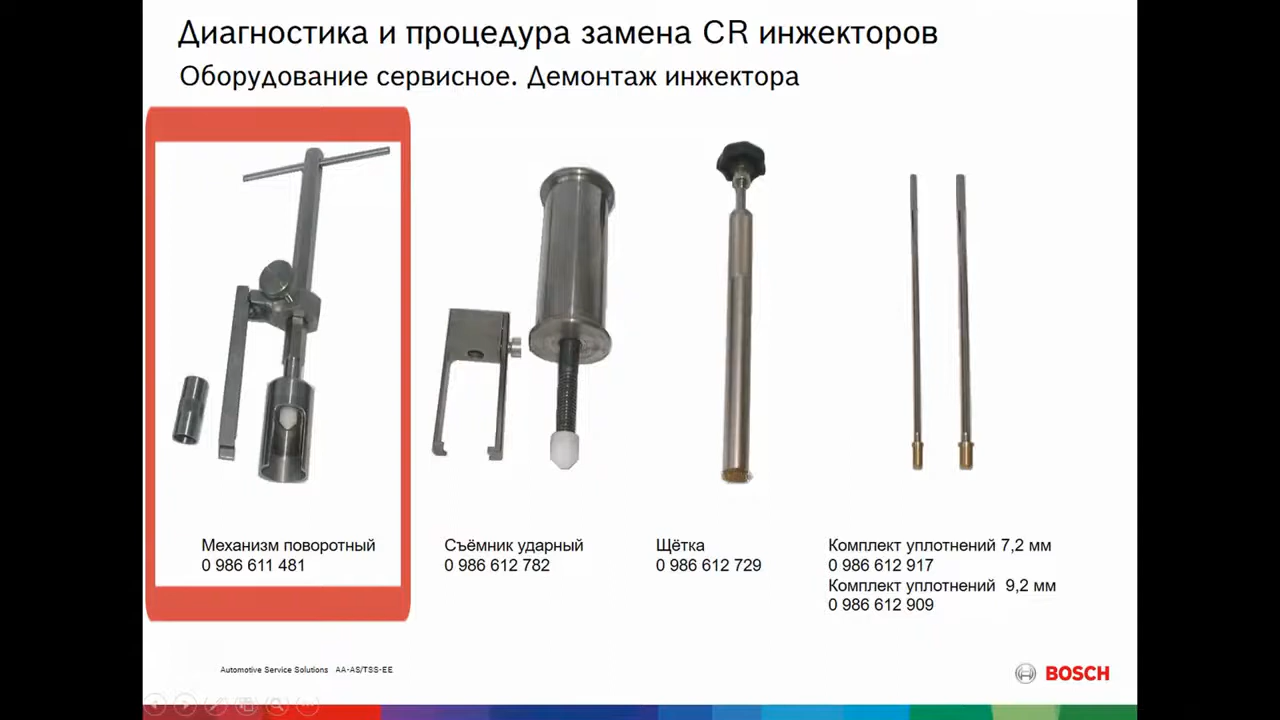 Диагностика и процедура замена CR инжекторов
Оборудование сервисное. Демонтаж инжектора
Механизм поворотный
0 986 611 481
Съёмник ударный
0 986 612 782
Щётка
0 986 612 729
Комплект уплотнений 7,2 мм
0 986 612 917
Комплект уплотнений 9,2 мм
0 986 612 909
Automotive Service Solutions AA-AS/TSS-EE
BOSCH